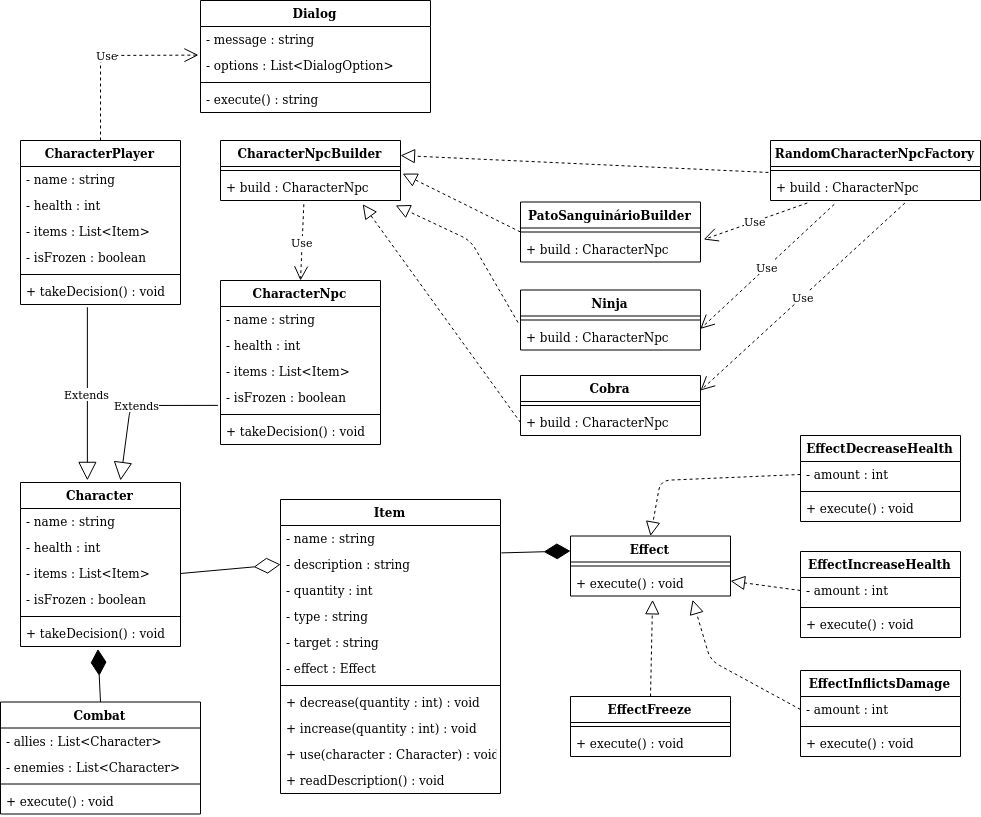 Dialog
- message : string
- options : List<DialogOption>
- execute() : string
Use
CharacterPlayer
- name : string
- health : int
- items : List<Item>
- isFrozen : boolean
+ takeDecision() : void
CharacterNpcBuilder
+ build : CharacterNpc
RandomCharacterNpcFactory
+ build : CharacterNpc
PatoSanguinárioBuilder
+ build : CharacterNpc
Use
Use
Use
Use
CharacterNpc
- name : string
- health : int
- items : List<Item>
- isFrozen : boolean
+ takeDecision() : void
Ninja
+ build : CharacterNpc
Cobra
+ build : CharacterNpc
Extends
Extends
Character
- name : string
- health : int
- items : List<Item>
- isFrozen : boolean
+ takeDecision() : void
Item
- name : string
- description : string
- quantity : int
- type : string
- target : string
- effect : Effect
+ decrease(quantity : int) : void
+ increase(quantity : int) : void
+ use(character : Character) : void
+ readDescription() : void
Effect
+ execute() : void
EffectDecreaseHealth
- amount : int
+ execute() : void
EffectIncreaseHealth
- amount : int
+ execute() : void
EffectInflictsDamage
- amount : int
+ execute() : void
EffectFreeze
+ execute() : void
Combat
- allies : List<Character>
- enemies : List<Character>
+ execute() : void